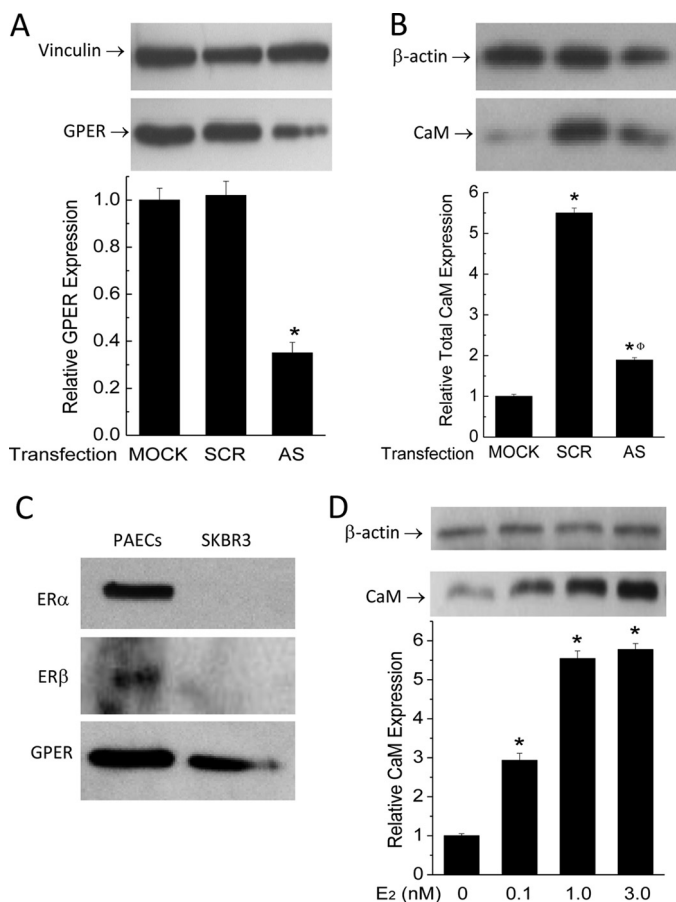 A
Vinculin →
GPER →
Relative GPER Expression
1.0
0.8
0.6
0.4
0.2
0.0
*
Transfection MOCK SCR AS
B
β-actin →
CaM →
Relative Total CaM Expression
6
5
4
3
2
1
0
*
*Φ
Transfection MOCK SCR AS
C
PAECs SKBR3
ERα
ERβ
GPER
D
β-actin →
CaM →
Relative CaM Expression
6
5
4
3
2
1
0
*
*
*
E₂ (nM) 0 0.1 1.0 3.0